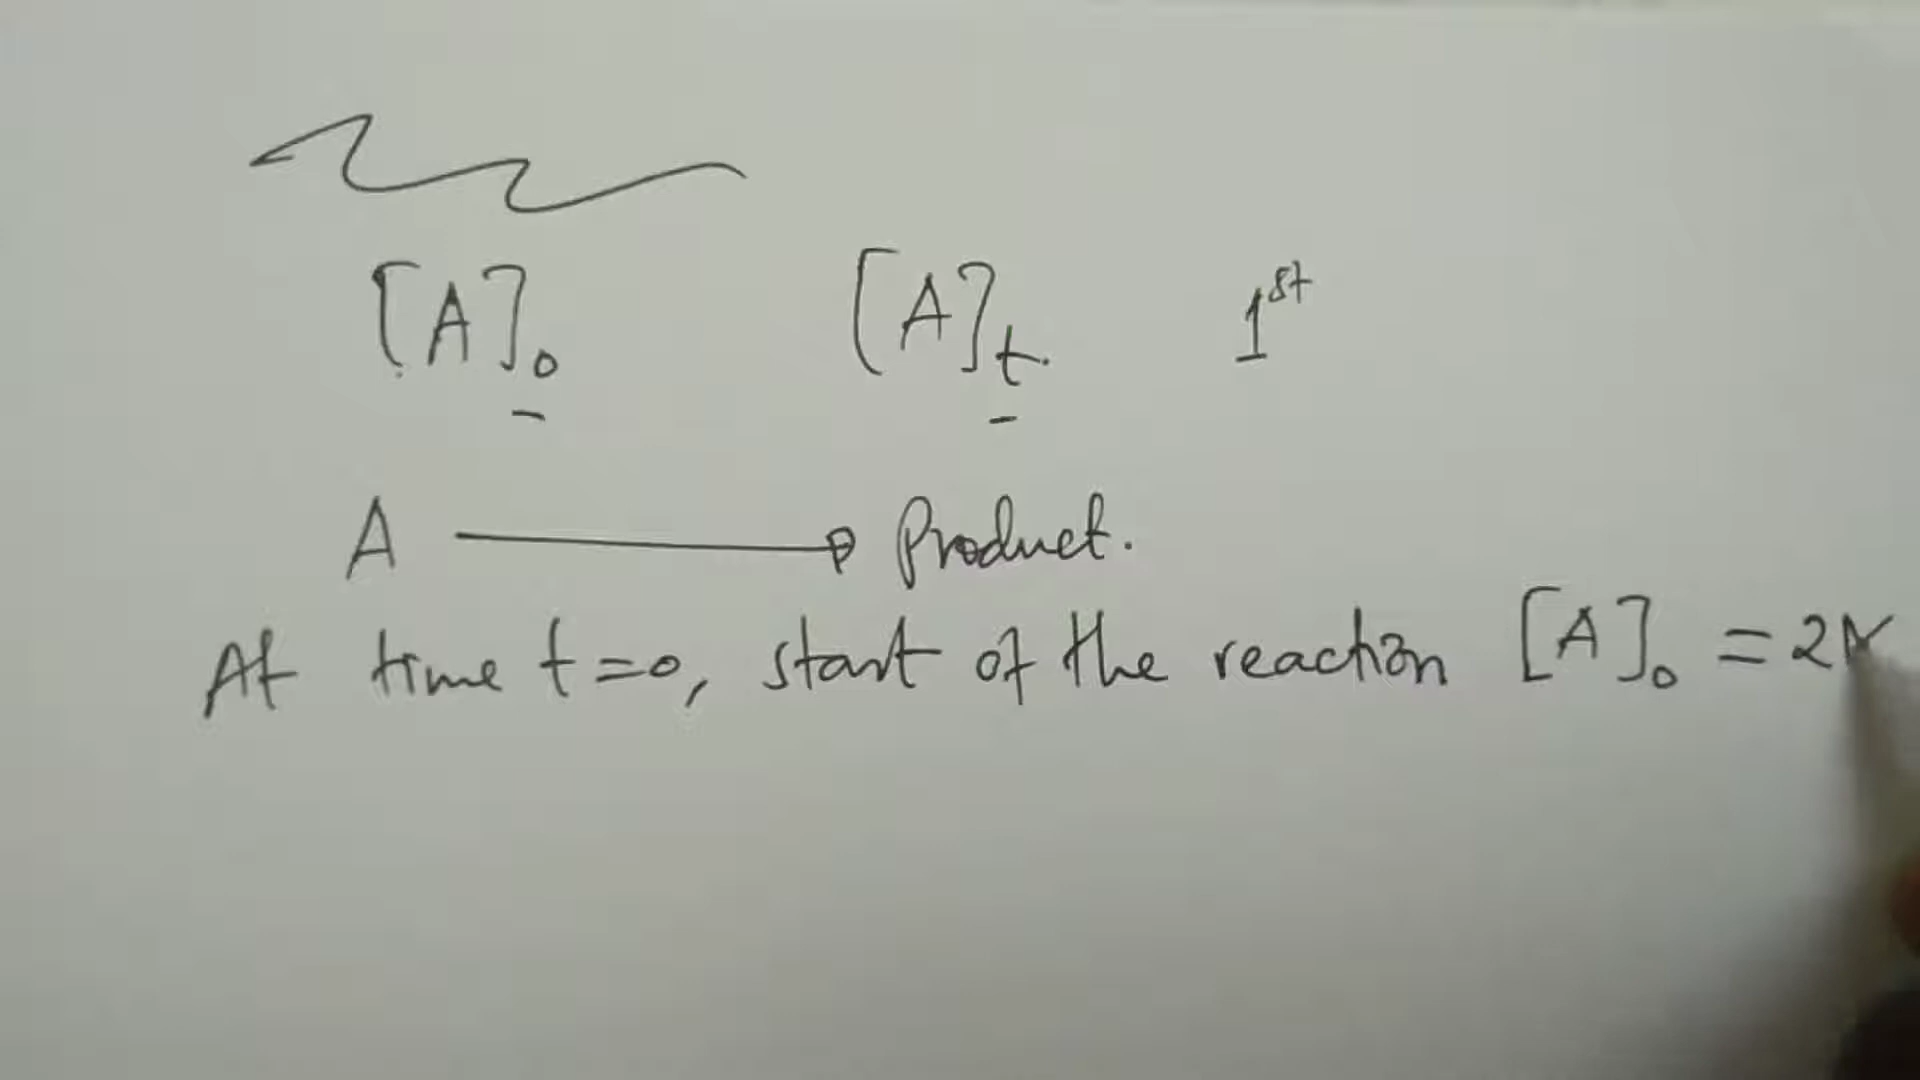 [A]₀ [A]t 1st
A → Product.
At time t=0, start of the reaction [A]₀ = 2